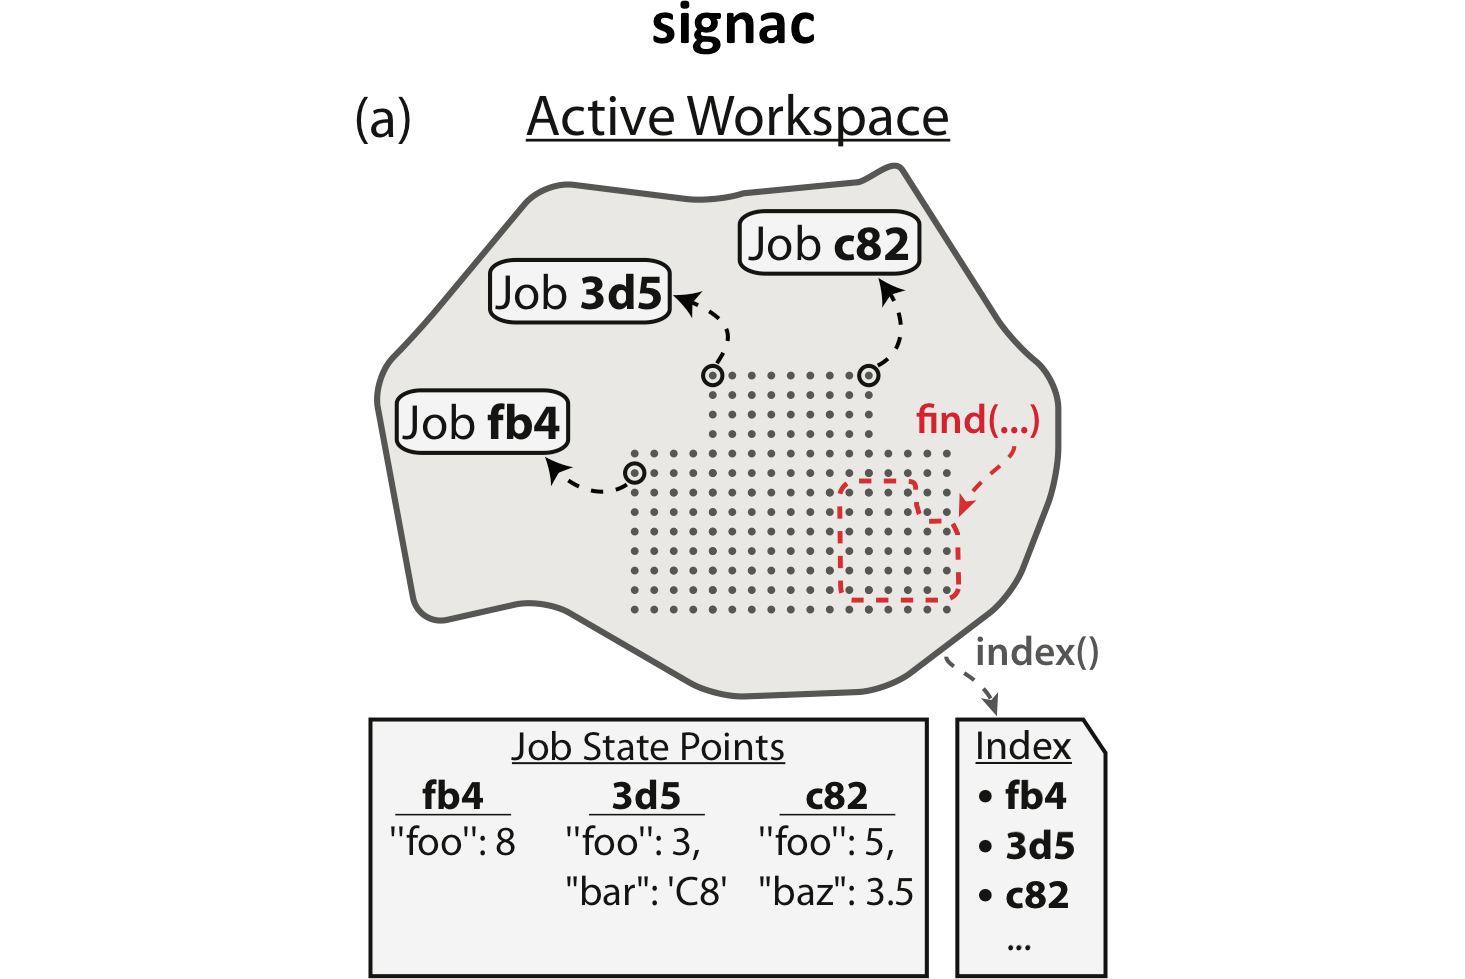 signac
(a) Active Workspace
Job c82
Job 3d5
Job fb4
find(...)
index()
Job State Points
fb4 3d5 c82
"foo": 8 "foo": 3, "foo": 5,
"bar": 'C8' "baz": 3.5
Index
• fb4
• 3d5
• c82
...